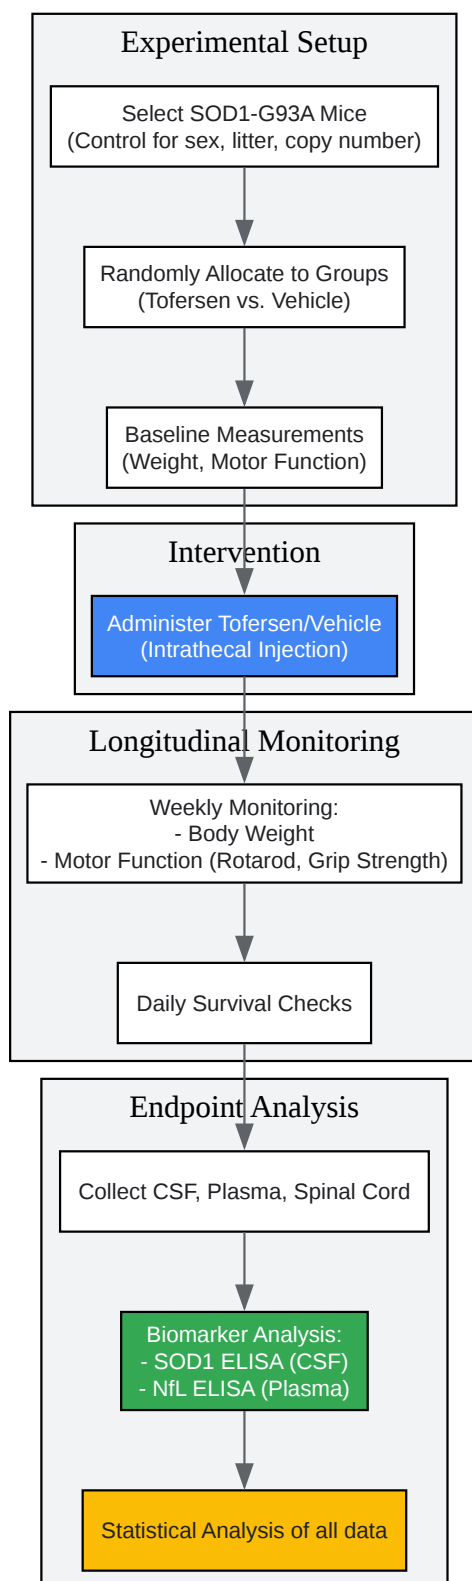 Experimental Setup
Select SOD1-G93A Mice
(Control for sex, litter, copy number)
Randomly Allocate to Groups
(Tofersen vs. Vehicle)
Baseline Measurements
(Weight, Motor Function)
Intervention
Administer Tofersen/Vehicle
(Intrathecal Injection)
Longitudinal Monitoring
Weekly Monitoring:
- Body Weight
- Motor Function (Rotarod, Grip Strength)
Daily Survival Checks
Endpoint Analysis
Collect CSF, Plasma, Spinal Cord
Biomarker Analysis:
- SOD1 ELISA (CSF)
- NfL ELISA (Plasma)
Statistical Analysis of all data